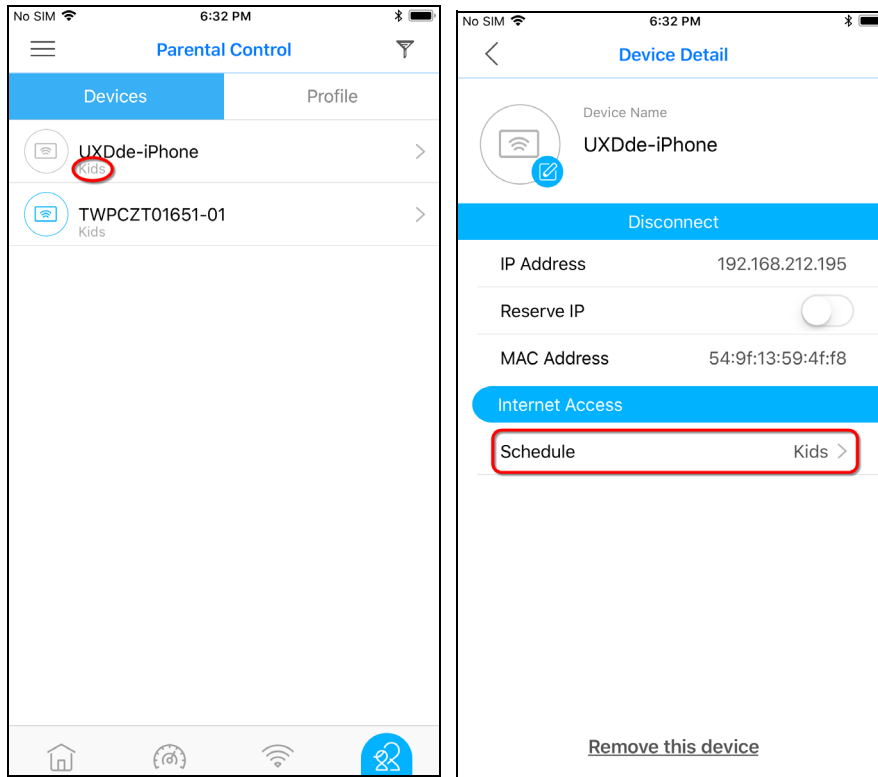 No SIM 6:32 PM
Parental Control
Devices Profile
UXDde-iPhone
Kids
TWPCZT01651-01
Kids
No SIM 6:32 PM
Device Detail
Device Name
UXDde-iPhone
Disconnect
IP Address 192.168.212.195
Reserve IP
MAC Address 54:9f:13:59:4f:f8
Internet Access
Schedule Kids
Remove this device